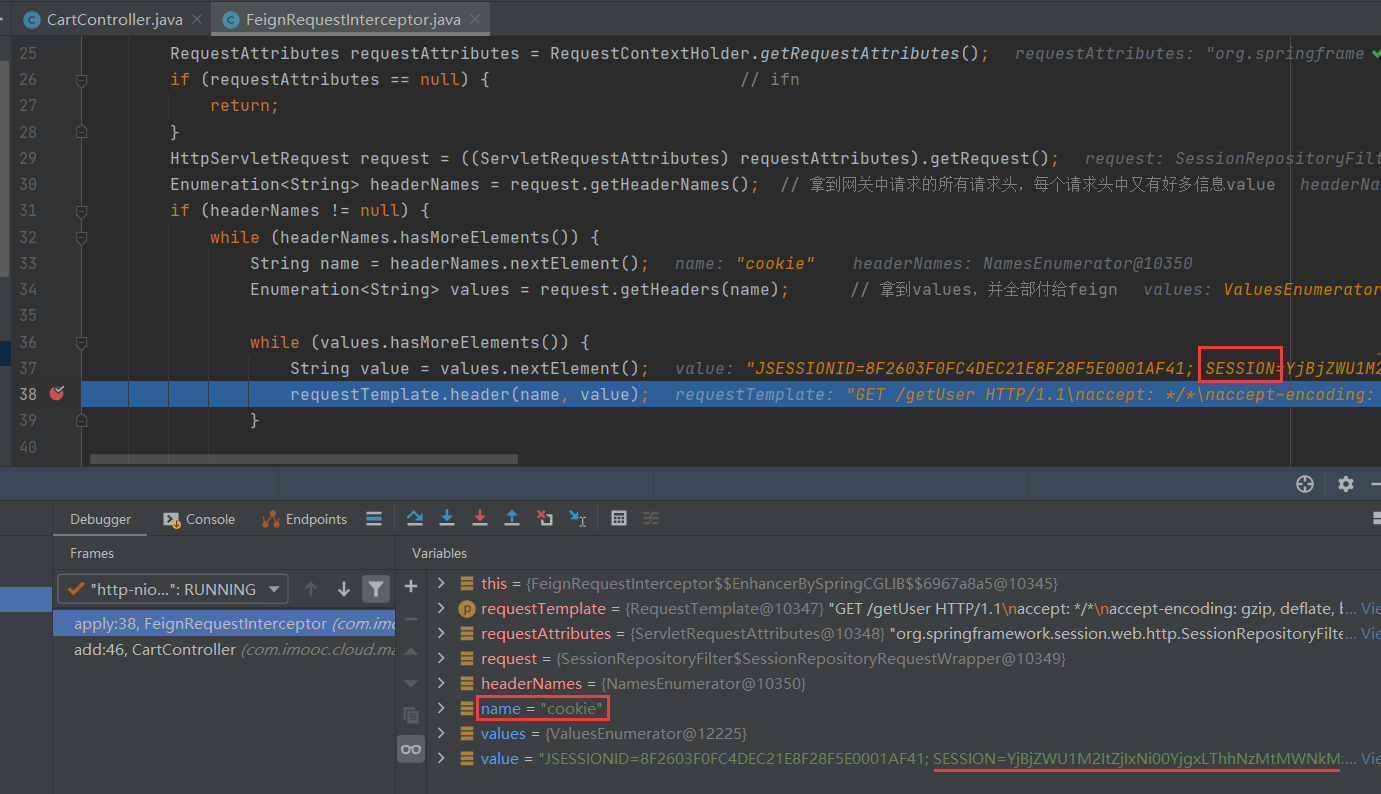 CartController.java FeignRequestInterceptor.java
25 RequestAttributes requestAttributes = RequestContextHolder.getRequestAttributes(); requestAttributes: "org.springframe
26 if (requestAttributes == null) { // ifn
27 return;
28 }
29 HttpServletRequest request = ((ServletRequestAttributes) requestAttributes).getRequest(); request: SessionRepositoryFilt
30 Enumeration<String> headerNames = request.getHeaderNames(); // 拿到网关中请求的所有请求头，每个请求头中又有好多信息value headerNa
31 if (headerNames != null) {
32 while (headerNames.hasMoreElements()) {
33 String name = headerNames.nextElement(); name: "cookie" headerNames: NamesEnumerator@10350
34 Enumeration<String> values = request.getHeaders(name); // 拿到values，并全部付给feign values: ValuesEnumerator
35
36 while (values.hasMoreElements()) {
37 String value = values.nextElement(); value: "JSESSIONID=8F2603F0FC4DEC21E8F28F5E0001AF41; SESSION=YjBjZWU1M2
38 requestTemplate.header(name, value); requestTemplate: "GET /getUser HTTP/1.1\naccept: */*\naccept-encoding:
39 }
40
Debugger Console Endpoints
Frames Variables
"http-nio...": RUNNING
apply:38, FeignRequestInterceptor (com.imo
add:46, CartController (com.imooc.cloud.ma
this = {FeignRequestInterceptor$$EnhancerBySpringCGLIB$$6967a8a5@10345}
requestTemplate = {RequestTemplate@10347} "GET /getUser HTTP/1.1\naccept: */*\naccept-encoding: gzip, deflate, b... Vie
requestAttributes = {ServletRequestAttributes@10348} "org.springframework.session.web.http.SessionRepositoryFilte... Vie
request = {SessionRepositoryFilter$SessionRepositoryRequestWrapper@10349}
headerNames = {NamesEnumerator@10350}
name = "cookie"
values = {ValuesEnumerator@12225}
value = "JSESSIONID=8F2603F0FC4DEC21E8F28F5E0001AF41; SESSION=YjBjZWU1M2ItZjIxNi00YjgxLThhNzMtMWNkM:... Vie